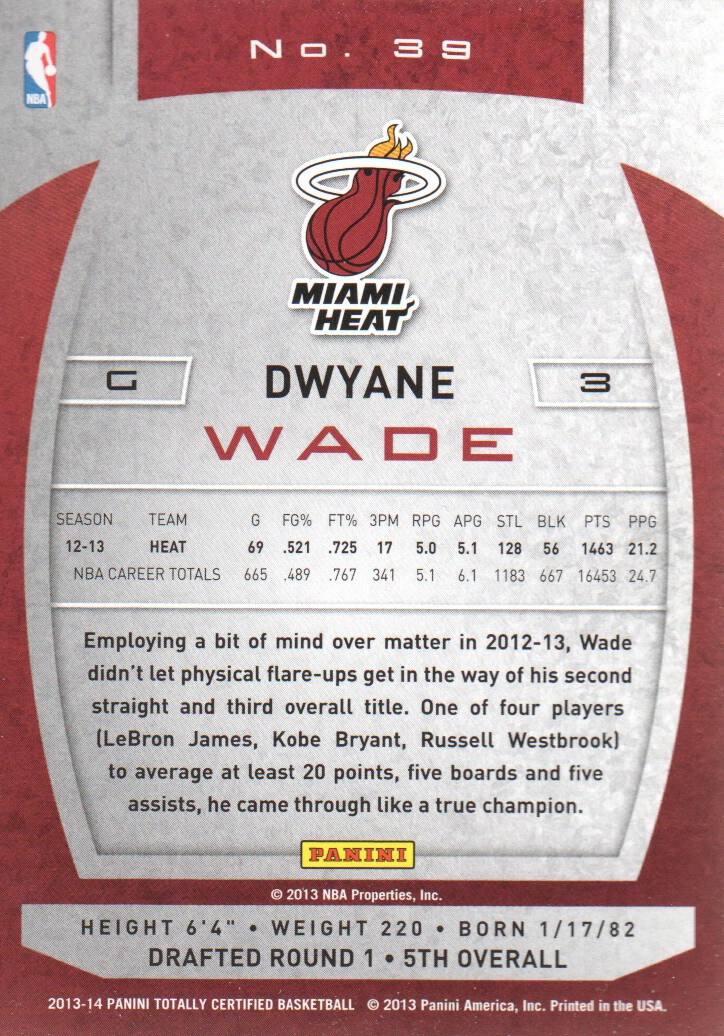 No. 39
NBA
MIAMI
HEAT
G DWYANE 3
WADE
SEASON TEAM G FG% FT% 3PM RPG APG STL BLK PTS PPG
12-13 HEAT 69 .521 .725 17 5.0 5.1 128 56 1463 21.2
NBA CAREER TOTALS 665 .489 .767 341 5.1 6.1 1183 667 16453 24.7
Employing a bit of mind over matter in 2012-13, Wade
didn't let physical flare-ups get in the way of his second
straight and third overall title. One of four players
(LeBron James, Kobe Bryant, Russell Westbrook)
to average at least 20 points, five boards and five
assists, he came through like a true champion.
PANINI
© 2013 NBA Properties, Inc.
HEIGHT 6'4" • WEIGHT 220 • BORN 1/17/82
DRAFTED ROUND 1 • 5TH OVERALL
2013-14 PANINI TOTALLY CERTIFIED BASKETBALL © 2013 Panini America, Inc. Printed in the USA.